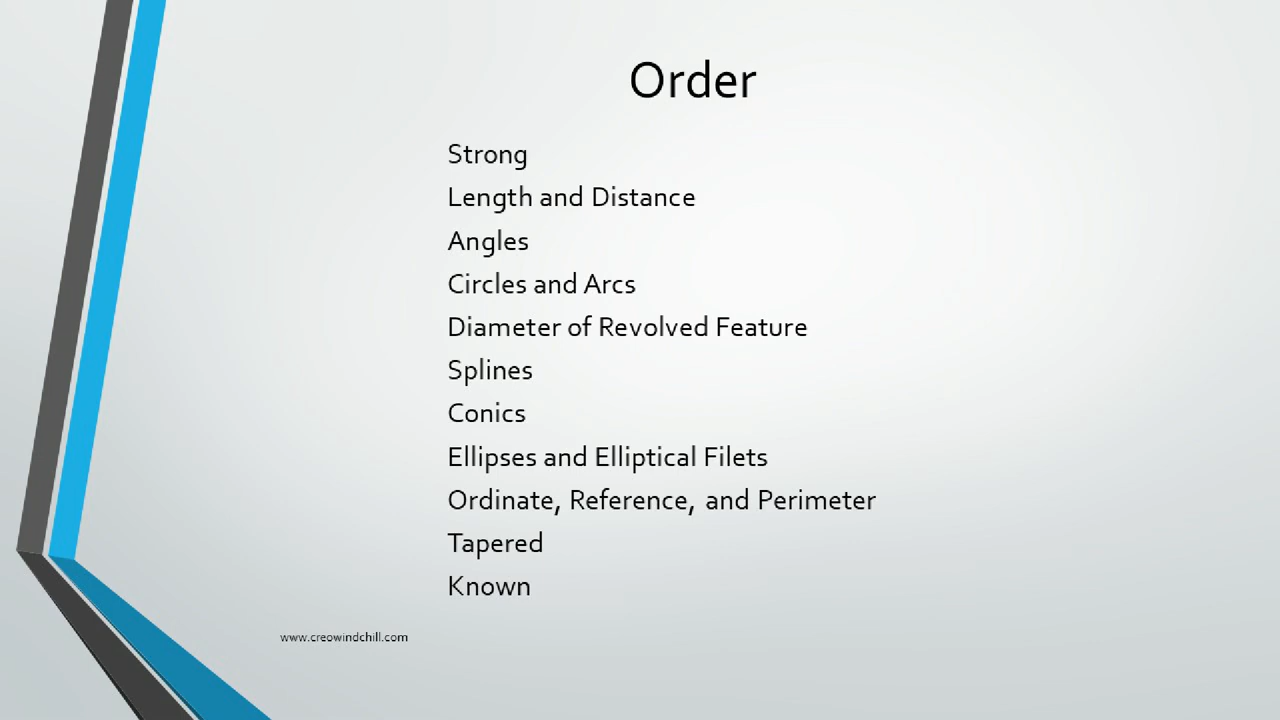 Order
Strong
Length and Distance
Angles
Circles and Arcs
Diameter of Revolved Feature
Splines
Conics
Ellipses and Elliptical Filets
Ordinate, Reference, and Perimeter
Tapered
Known
www.creowindchill.com